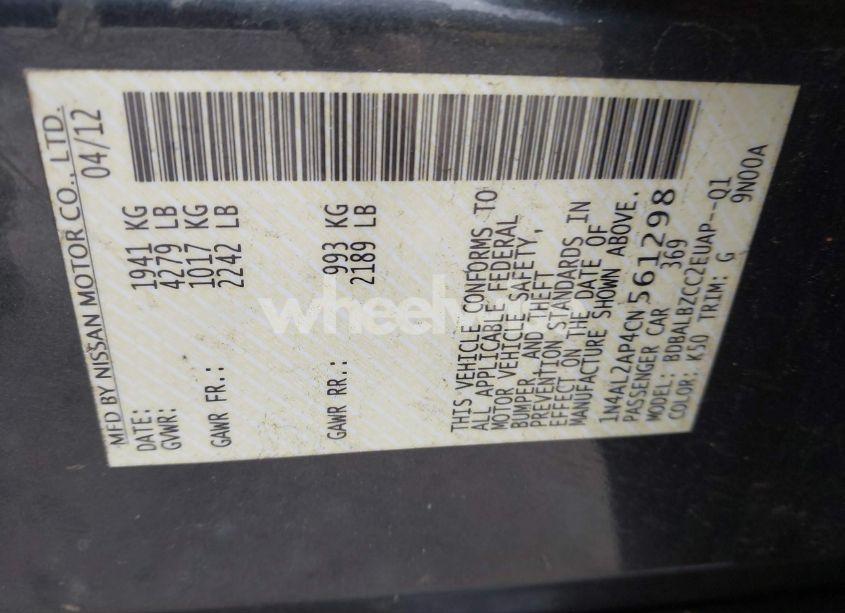 MFD BY NISSAN MOTOR CO., LTD.
DATE: 04/12
GVWR: 1941 KG
4279 LB
GAWR FR.: 1017 KG
2242 LB
GAWR RR.: 993 KG
2189 LB
THIS VEHICLE CONFORMS TO
ALL APPLICABLE FEDERAL
MOTOR VEHICLE SAFETY,
BUMPER, AND THEFT
PREVENTION STANDARDS IN
EFFECT ON THE DATE OF
MANUFACTURE SHOWN ABOVE.
1N4AL2AP4CN561298
PASSENGER CAR 369
MODEL: BDBALBZCC2EUAP--Q1
COLOR: K50 TRIM: G 9N00A